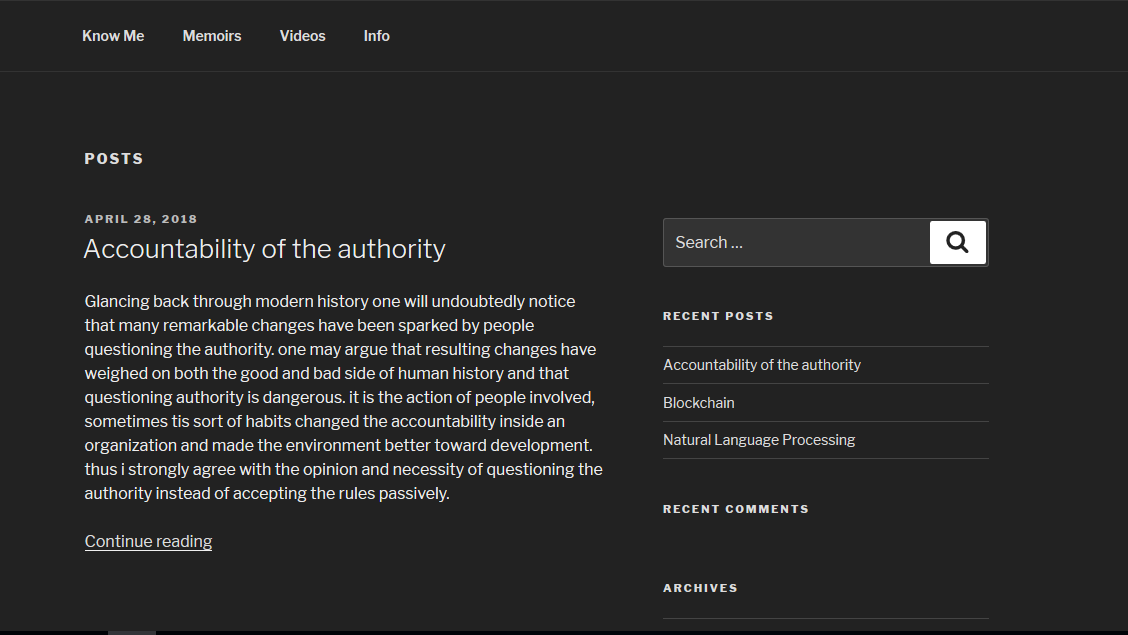 Know Me Memoirs Videos Info
POSTS
APRIL 28, 2018
Accountability of the authority
Glancing back through modern history one will undoubtedly notice
that many remarkable changes have been sparked by people
questioning the authority. one may argue that resulting changes have
weighed on both the good and bad side of human history and that
questioning authority is dangerous. it is the action of people involved,
sometimes tis sort of habits changed the accountability inside an
organization and made the environment better toward development.
thus i strongly agree with the opinion and necessity of questioning the
authority instead of accepting the rules passively.
Continue reading
Search ...
RECENT POSTS
Accountability of the authority
Blockchain
Natural Language Processing
RECENT COMMENTS
ARCHIVES